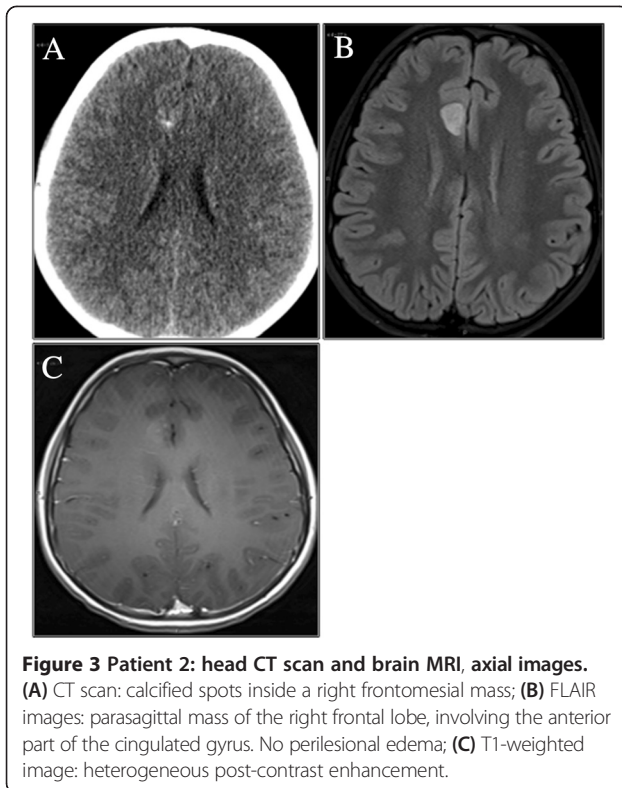 A
B
C
Figure 3 Patient 2: head CT scan and brain MRI, axial images.
(A) CT scan: calcified spots inside a right frontomesial mass; (B) FLAIR
images: parasagittal mass of the right frontal lobe, involving the anterior
part of the cingulated gyrus. No perilesional edema; (C) T1-weighted
image: heterogeneous post-contrast enhancement.